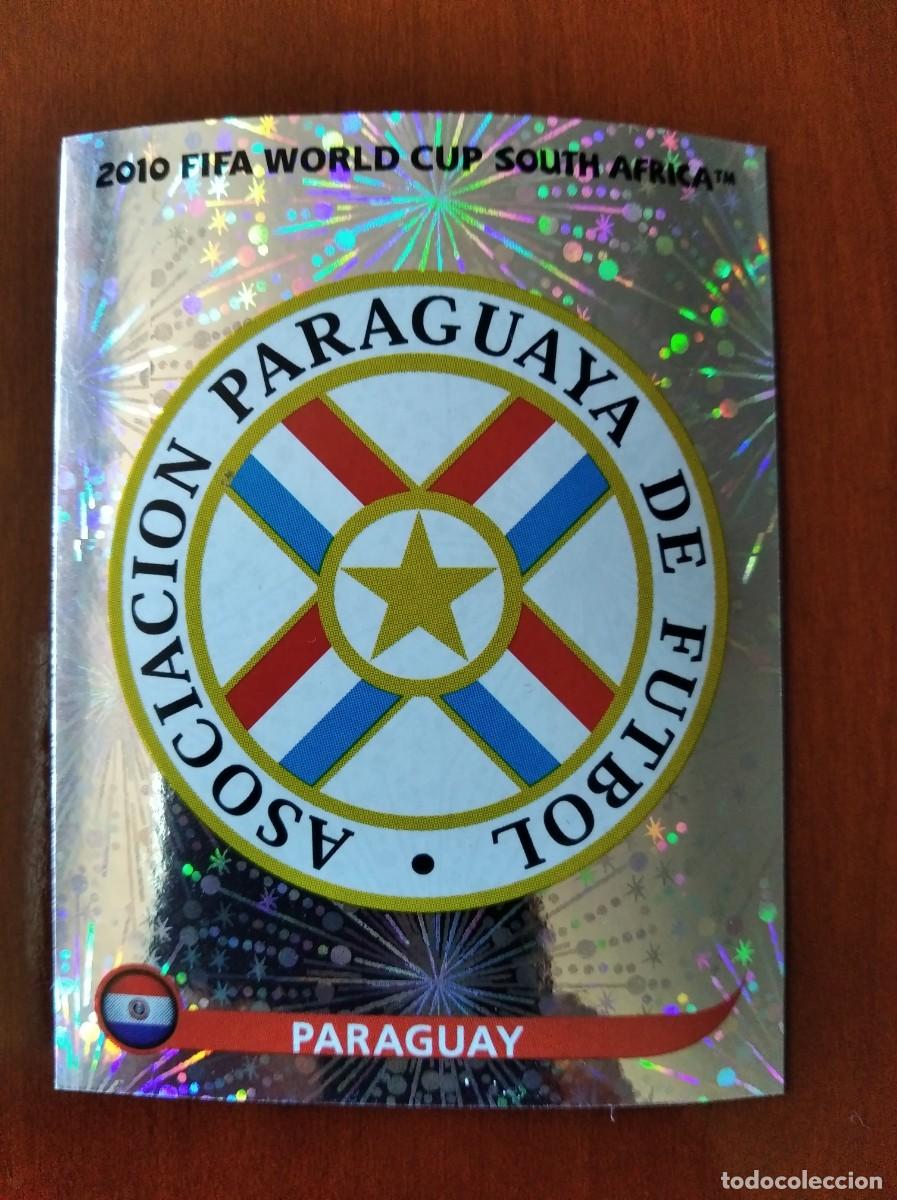 2010 FIFA WORLD CUP SOUTH AFRICA™
ASOCIACION PARAGUAYA DE FUTBOL •
PARAGUAY
todocoleccion